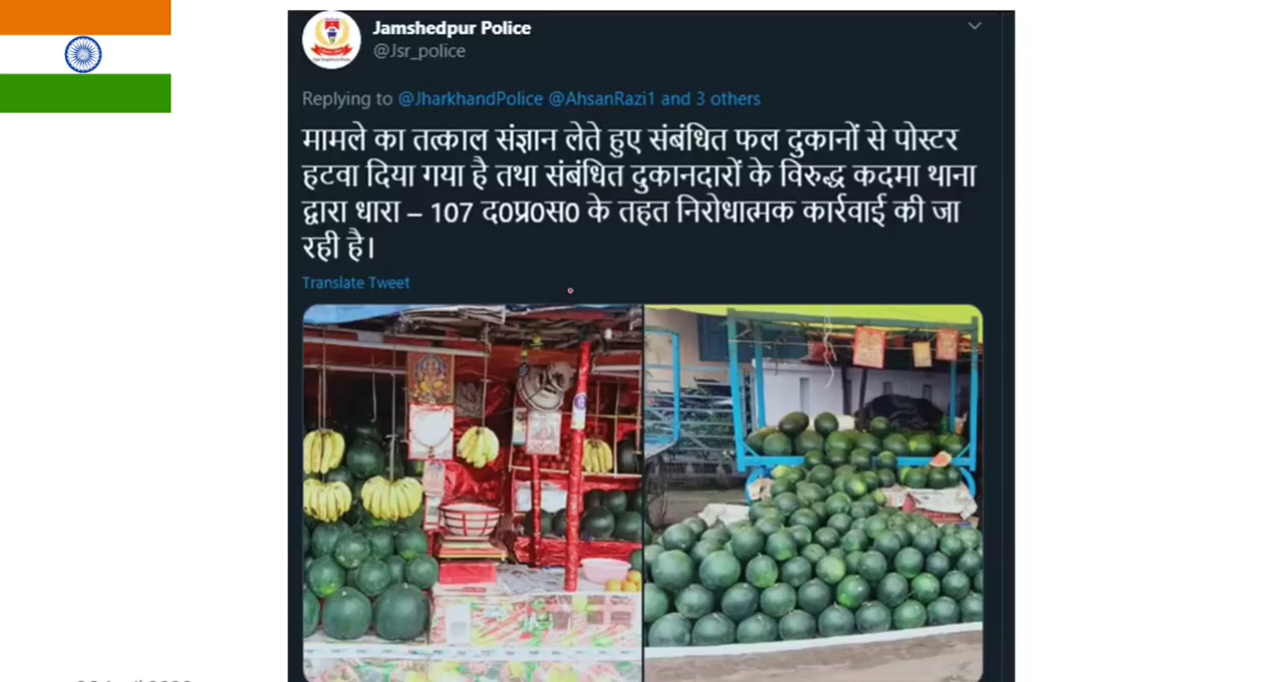 Jamshedpur Police
@Jsr_police
Replying to @JharkhandPolice @AhsanRazi1 and 3 others
मामले का तत्काल संज्ञान लेते हुए संबंधित फल दुकानों से पोस्टर
हटवा दिया गया है तथा संबंधित दुकानदारों के विरुद्ध कदमा थाना
द्वारा धारा – 107 द0प्र0स0 के तहत निरोधात्मक कार्रवाई की जा
रही है।
Translate Tweet